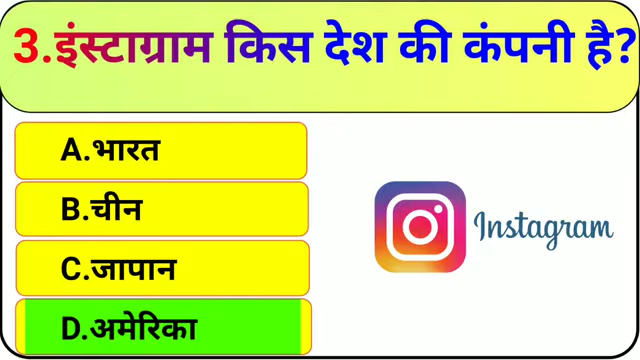 3.इंस्टाग्राम किस देश की कंपनी है?
A.भारत
B.चीन
C.जापान
D.अमेरिका
Instagram